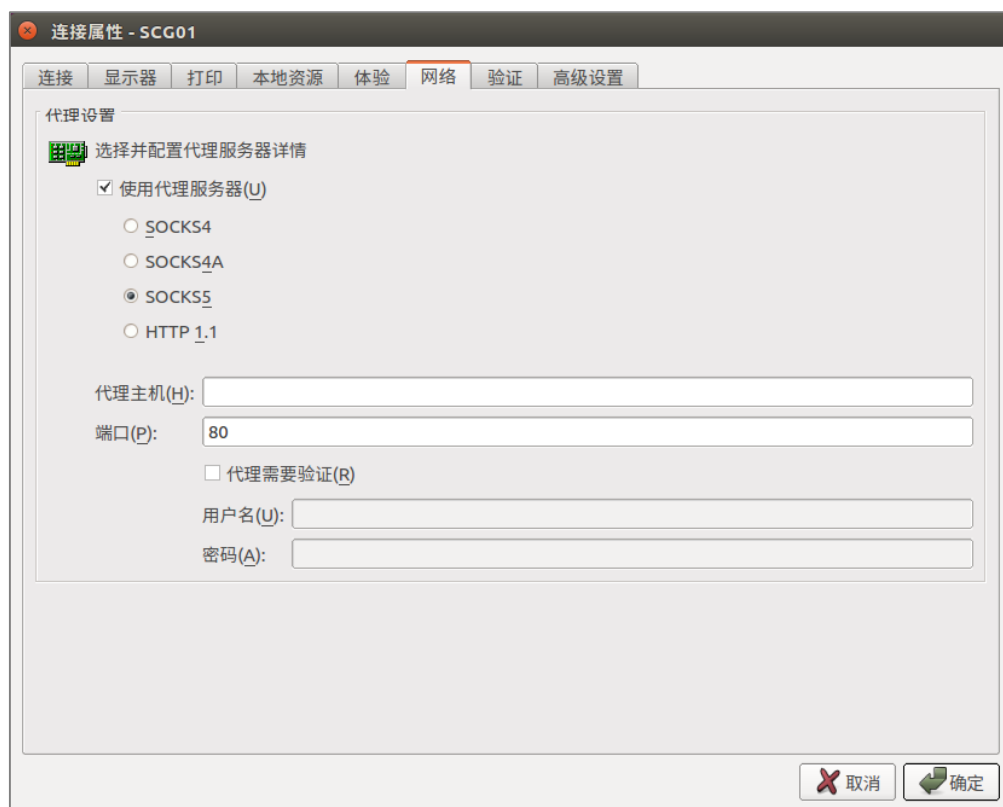 连接属性 - SCG01
连接 显示器 打印 本地资源 体验 网络 验证 高级设置
代理设置
选择并配置代理服务器详情
使用代理服务器(U)
SOCKS4
SOCKS4A
SOCKS5
HTTP 1.1
代理主机(H):
端口(P): 80
代理需要验证(R)
用户名(U):
密码(A):
取消 确定